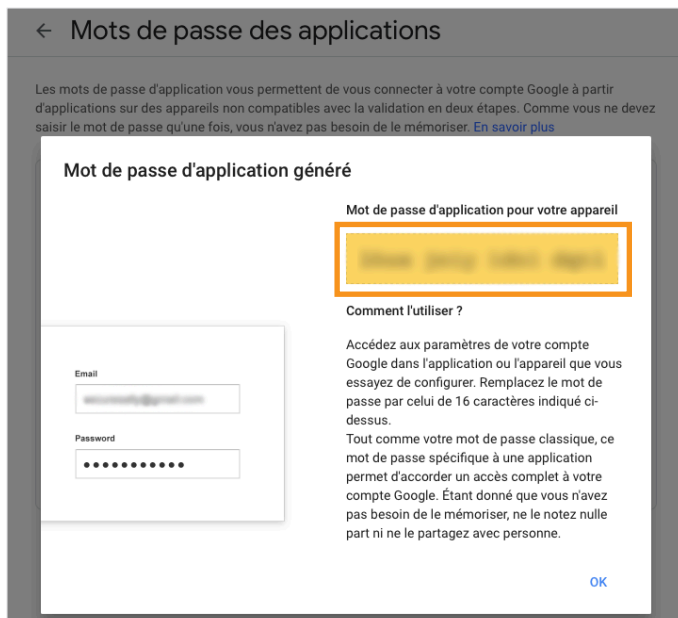 ← Mots de passe des applications
Les mots de passe d'application vous permettent de vous connecter à votre compte Google à partir
d'applications sur des appareils non compatibles avec la validation en deux étapes. Comme vous ne devez
saisir le mot de passe qu'une fois, vous n'avez pas besoin de le mémoriser. En savoir plus
Mot de passe d'application généré
Mot de passe d'application pour votre appareil
Comment l'utiliser ?
Accédez aux paramètres de votre compte
Google dans l'application ou l'appareil que vous
essayez de configurer. Remplacez le mot de
passe par celui de 16 caractères indiqué ci-
dessus.
Tout comme votre mot de passe classique, ce
mot de passe spécifique à une application
permet d'accorder un accès complet à votre
compte Google. Étant donné que vous n'avez
pas besoin de le mémoriser, ne le notez nulle
part ni ne le partagez avec personne.
Email
Password
●●●●●●●●●●●
OK